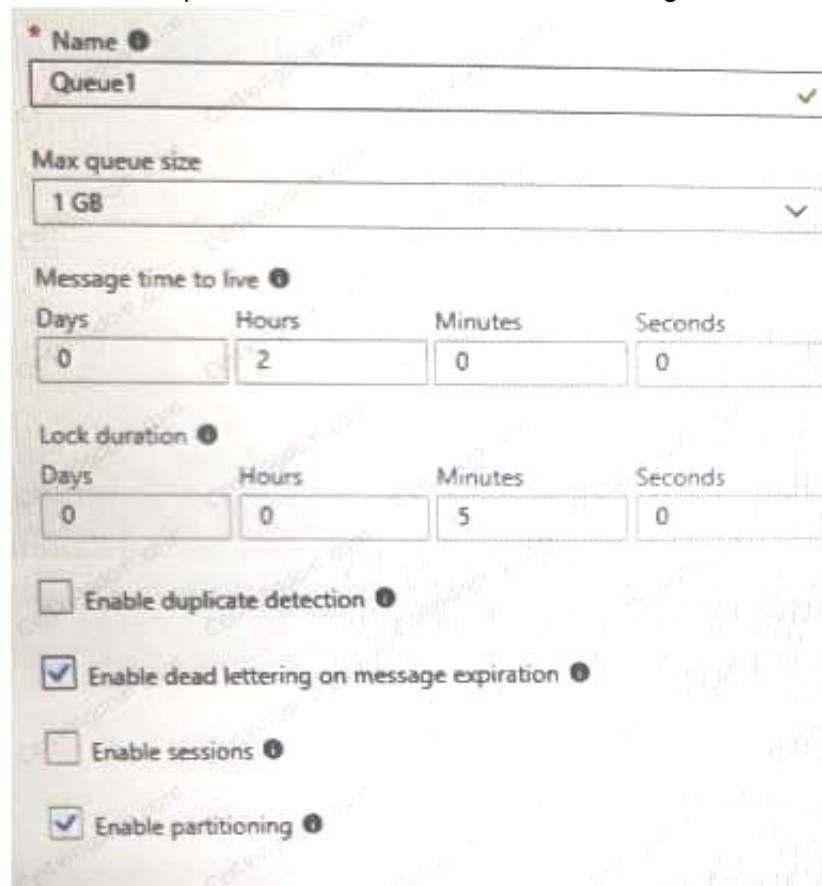 * Name
Queue1
Max queue size
1 GB
Message time to live
Days Hours Minutes Seconds
0 2 0 0
Lock duration
Days Hours Minutes Seconds
0 0 5 0
Enable duplicate detection
Enable dead lettering on message expiration
Enable sessions
Enable partitioning